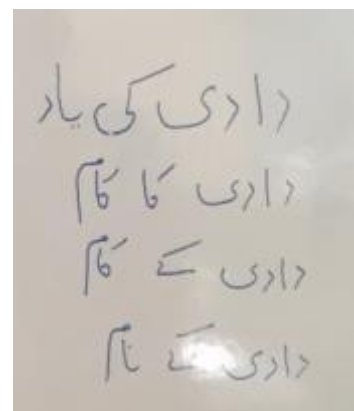 دادی کی یاد
دادی کا کام
دادی کے کام
دادی کے نام